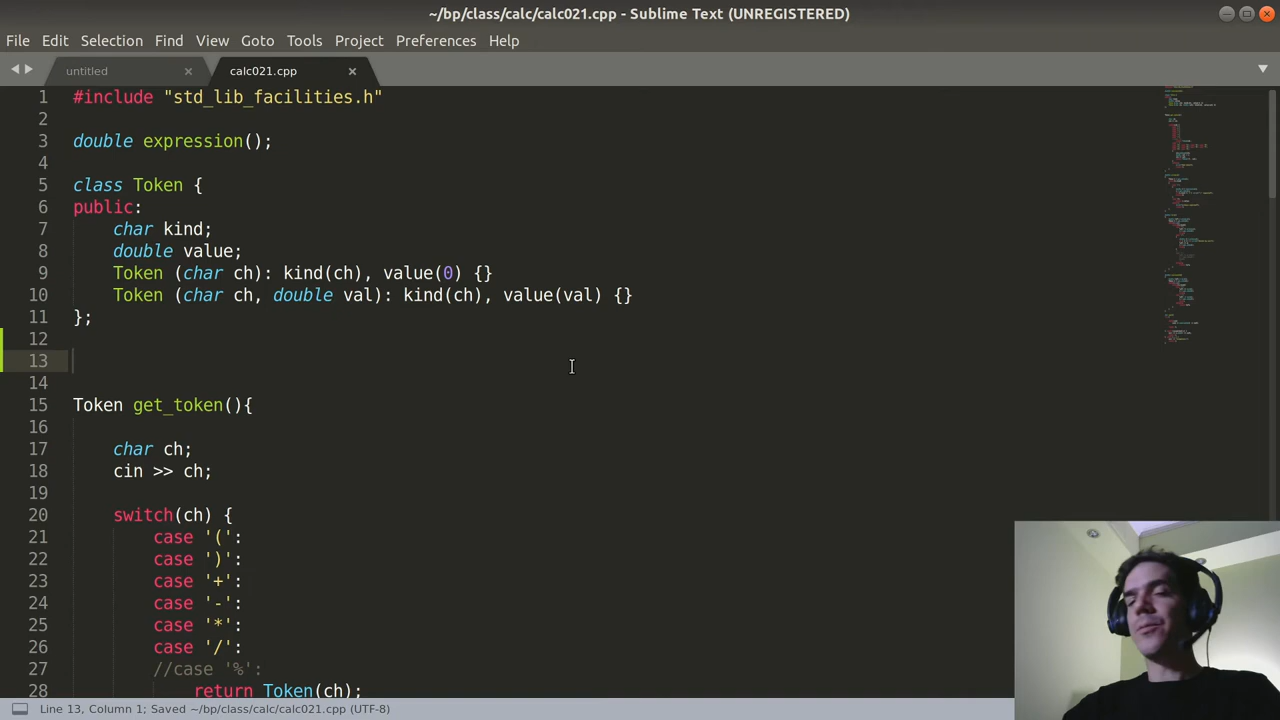 ~/bp/class/calc/calc021.cpp - Sublime Text (UNREGISTERED)
File Edit Selection Find View Goto Tools Project Preferences Help
untitled calc021.cpp
1 #include "std_lib_facilities.h"
2
3 double expression();
4
5 class Token {
6 public:
7 char kind;
8 double value;
9 Token (char ch): kind(ch), value(0) {}
10 Token (char ch, double val): kind(ch), value(val) {}
11 };
12
13
14
15 Token get_token(){
16
17 char ch;
18 cin >> ch;
19
20 switch(ch) {
21 case '(':
22 case ')':
23 case '+':
24 case '-':
25 case '*':
26 case '/':
27 //case '%':
28 return Token(ch);
Line 13, Column 1; Saved ~/bp/class/calc/calc021.cpp (UTF-8)